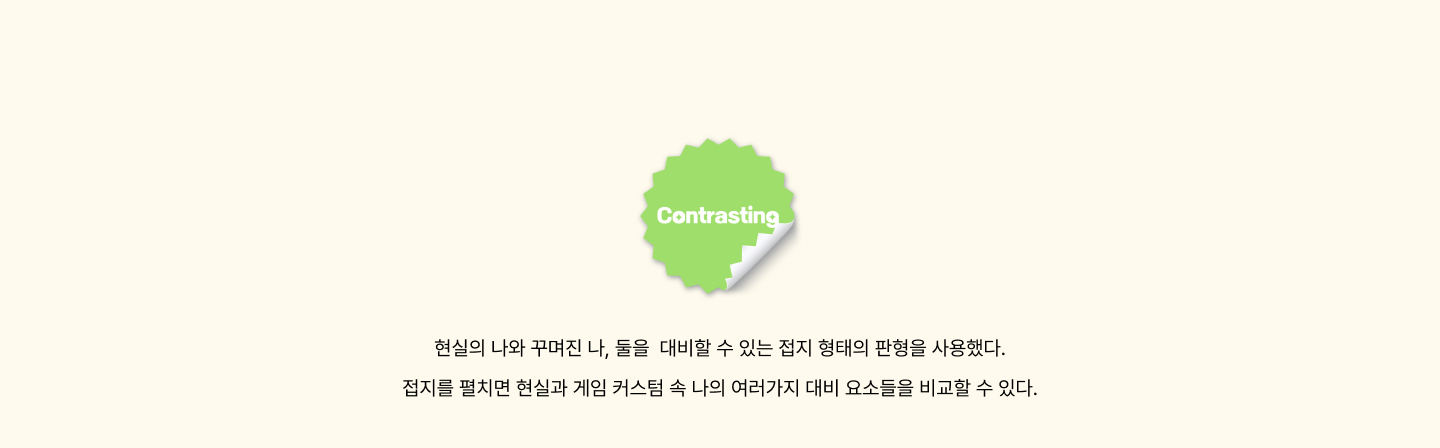 Contrasting
현실의 나와 꾸며진 나, 둘을 대비할 수 있는 접지 형태의 판형을 사용했다.
접지를 펼치면 현실과 게임 커스텀 속 나의 여러가지 대비 요소들을 비교할 수 있다.